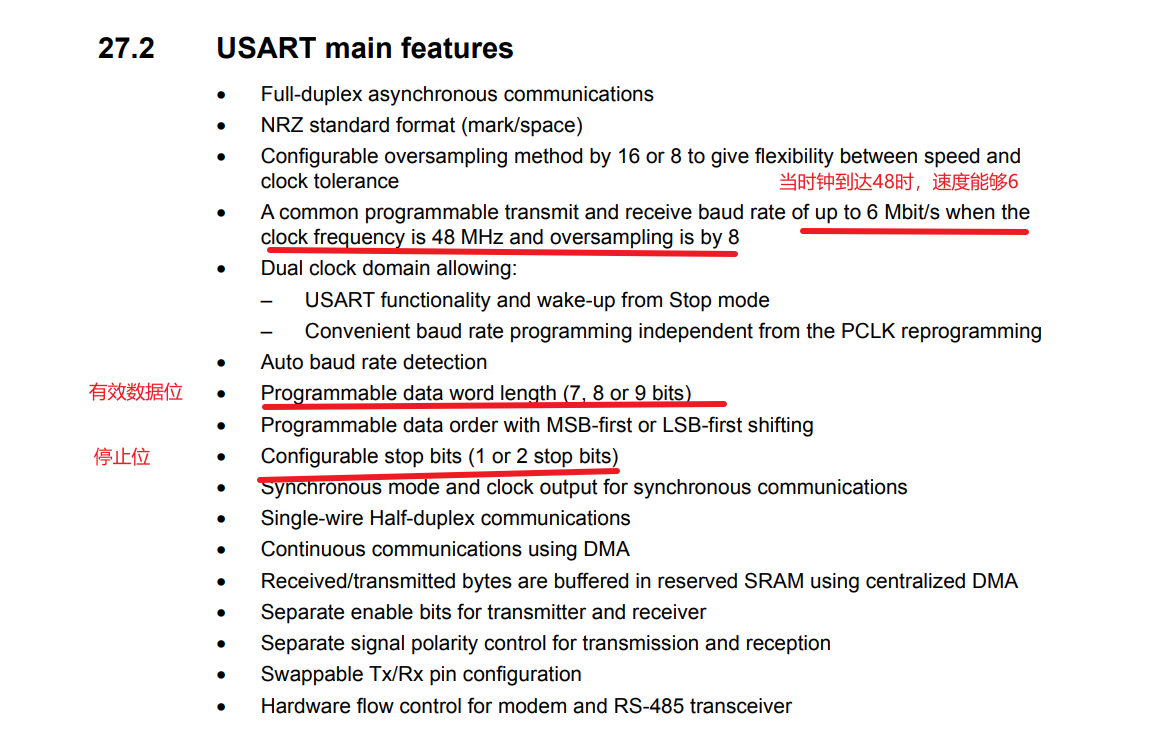 27.2 USART main features
• Full-duplex asynchronous communications
• NRZ standard format (mark/space)
• Configurable oversampling method by 16 or 8 to give flexibility between speed and
clock tolerance
当时钟到达48时，速度能够6
• A common programmable transmit and receive baud rate of up to 6 Mbit/s when the
clock frequency is 48 MHz and oversampling is by 8
• Dual clock domain allowing:
– USART functionality and wake-up from Stop mode
– Convenient baud rate programming independent from the PCLK reprogramming
• Auto baud rate detection
有效数据位
• Programmable data word length (7, 8 or 9 bits)
• Programmable data order with MSB-first or LSB-first shifting
停止位
• Configurable stop bits (1 or 2 stop bits)
• Synchronous mode and clock output for synchronous communications
• Single-wire Half-duplex communications
• Continuous communications using DMA
• Received/transmitted bytes are buffered in reserved SRAM using centralized DMA
• Separate enable bits for transmitter and receiver
• Separate signal polarity control for transmission and reception
• Swappable Tx/Rx pin configuration
• Hardware flow control for modem and RS-485 transceiver